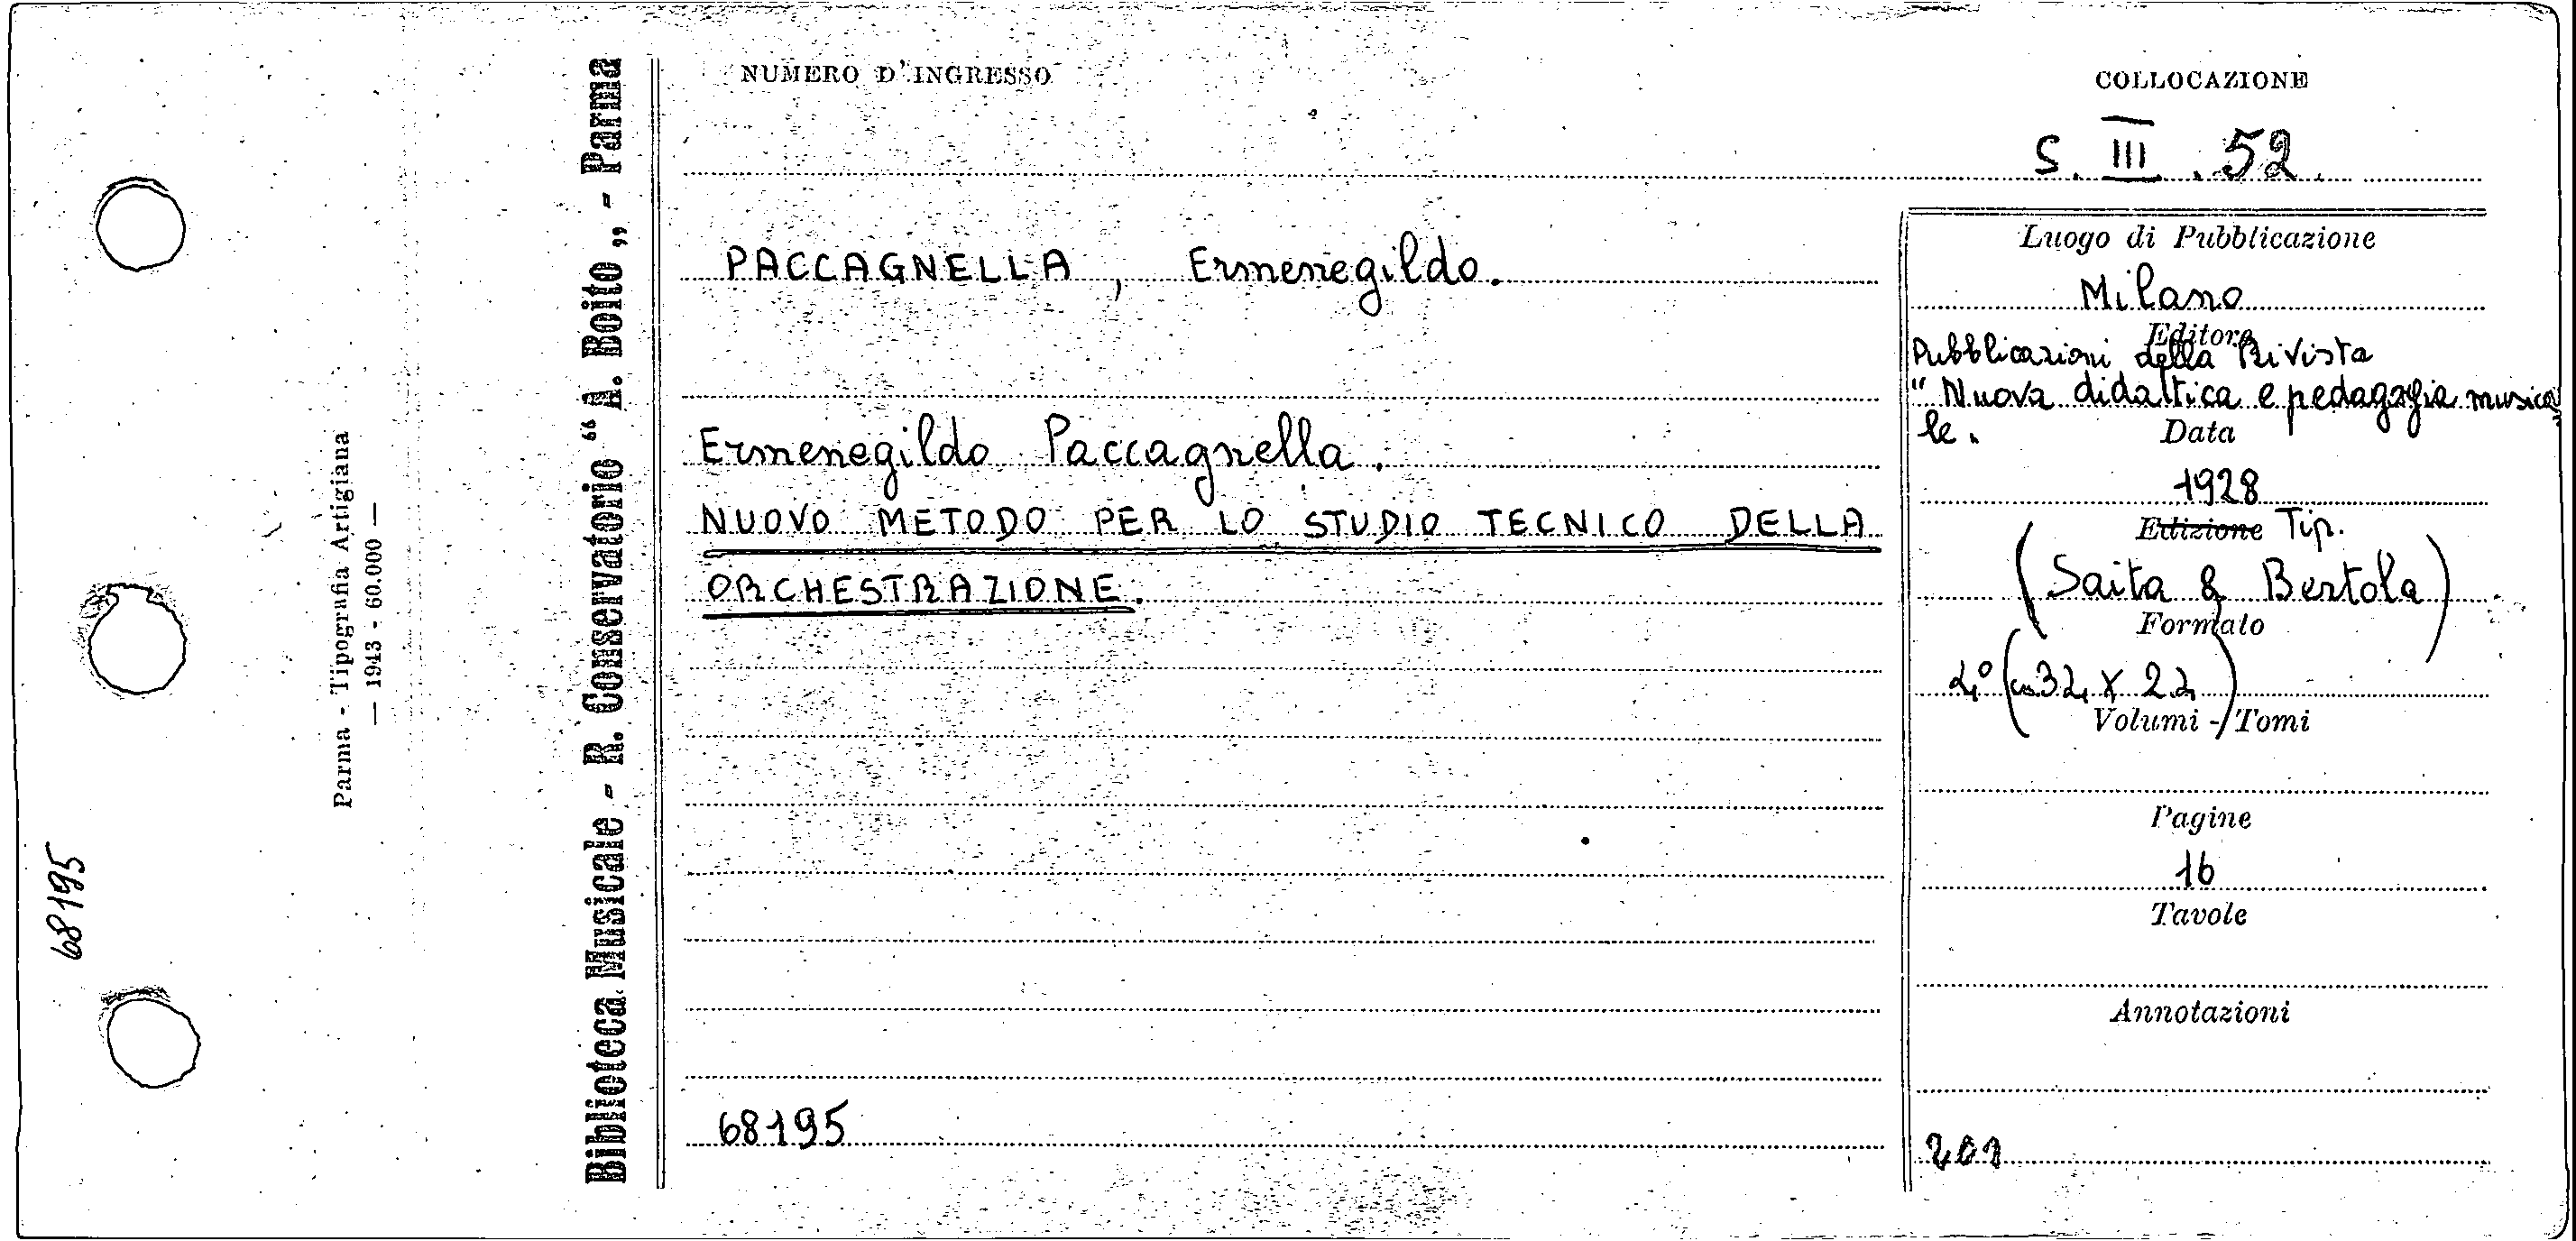 NUMERO D'INGRESSO
COLLOCAZIONE
S. III. 52.
PACCAGNELLA, Ermenegildo.
Ermenegildo Paccagnella.
NUOVO METODO PER LO STUDIO TECNICO DELLA
ORCHESTRAZIONE.
68195
Luogo di Pubblicazione
Milano
Editore
Pubblicazioni della Rivista
"Nuova didattica e pedagogia musica
le.
Data
1928
Edizione Tip.
(Saita & Bertola)
Formato
4° (cm 32 x 22)
Volumi - Tomi
Pagine
16
Tavole
Annotazioni
201
Biblioteca Musicale - R. Conservatorio “A. Boito„ - Parma
Parma - Tipografia Artigiana
— 1943 - 60.000 —
68195